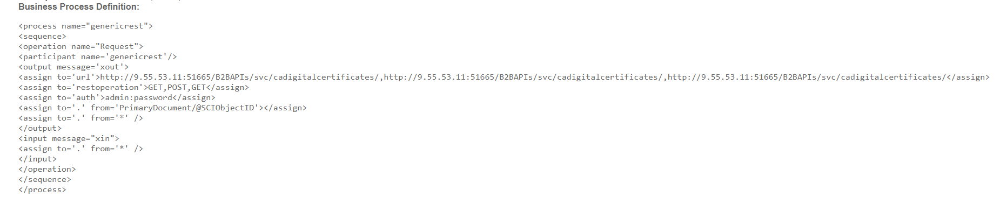 Business Process Definition:
<process name="genericrest">
<sequence>
<operation name="Request">
<participant name='genericrest'/>
<output message='xout'>
<assign to='url'>http://9.55.53.11:51665/B2BAPIs/svc/cadigitalcertificates/,http://9.55.53.11:51665/B2BAPIs/svc/cadigitalcertificates/,http://9.55.53.11:51665/B2BAPIs/svc/cadigitalcertificates/</assign>
<assign to='restoperation'>GET,POST,GET</assign>
<assign to='auth'>admin:password</assign>
<assign to='.' from='PrimaryDocument/@SCIObjectID'></assign>
<assign to='.' from='*' />
</output>
<input message="xin">
<assign to='.' from='*' />
</input>
</operation>
</sequence>
</process>